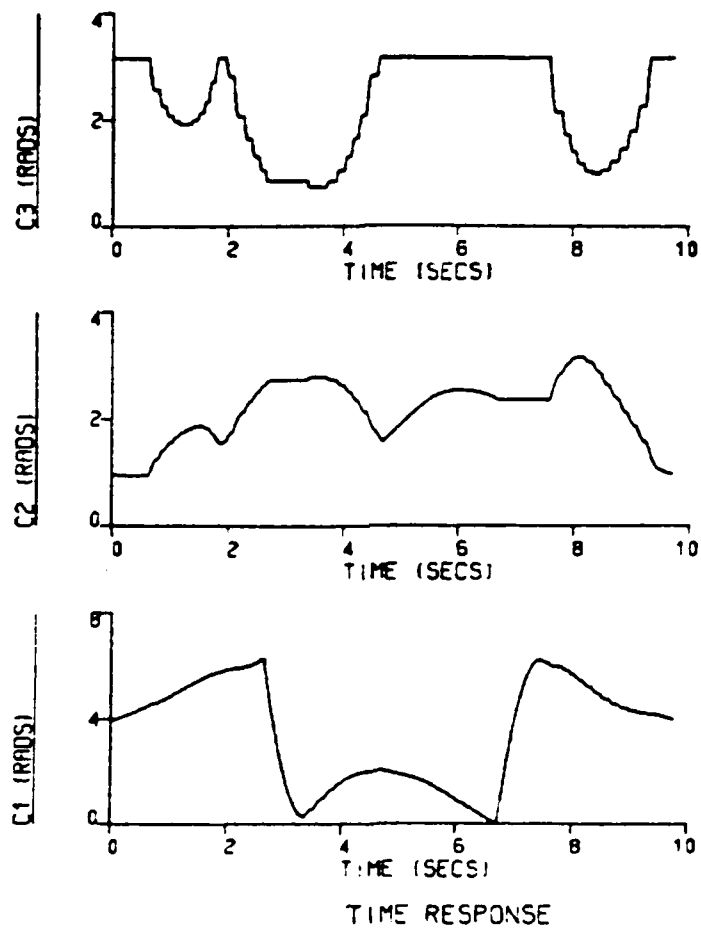 4
2
0
C3 (RADS)
0 2 4 6 8 10
TIME (SECS)
4
2
0
C2 (RADS)
0 2 4 6 8 10
TIME (SECS)
8
4
0
C1 (RADS)
0 2 4 6 8 10
TIME (SECS)
TIME RESPONSE